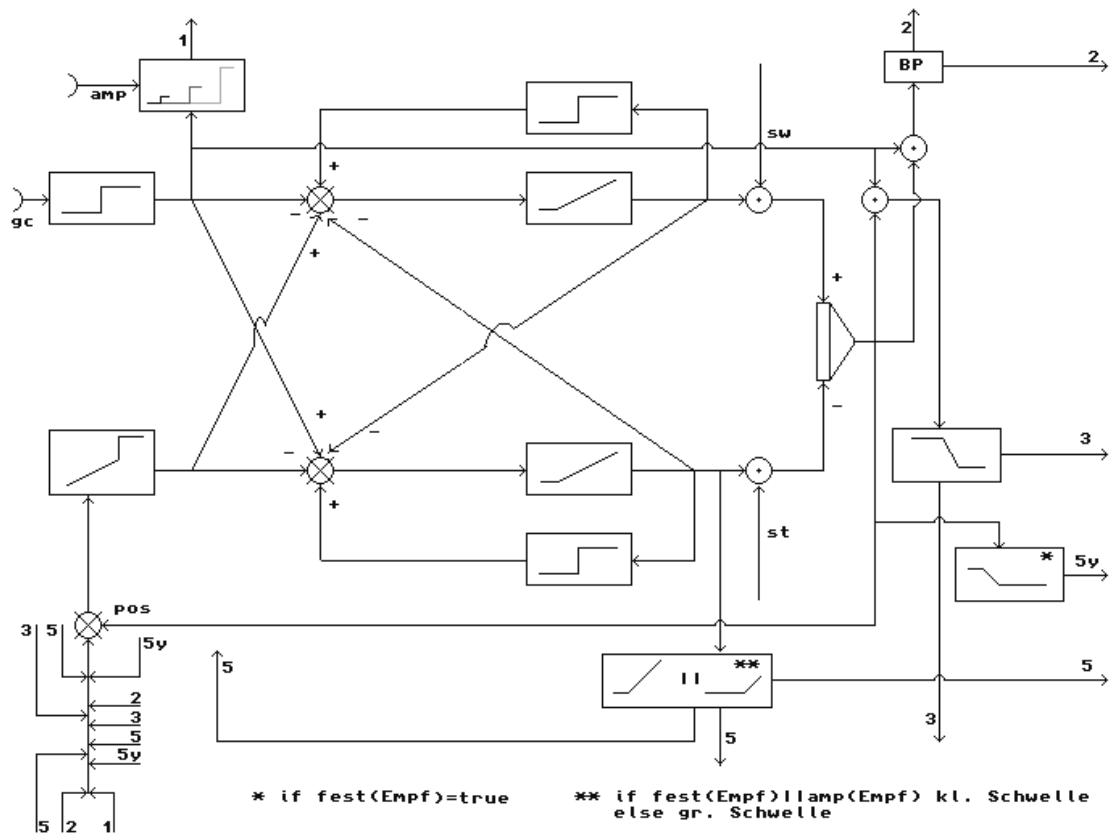 2
1
BP
2
amp
sw
+
gc
−
−
+
+
+
−
−
−
+
3
st
*
5y
pos
3
5
5y
5
**
||
5
2
3
3
5
5
5y
* if fest(Empf)=true
** if fest(Empf)||amp(Empf) kl. Schwelle
else gr. Schwelle
5
2
1